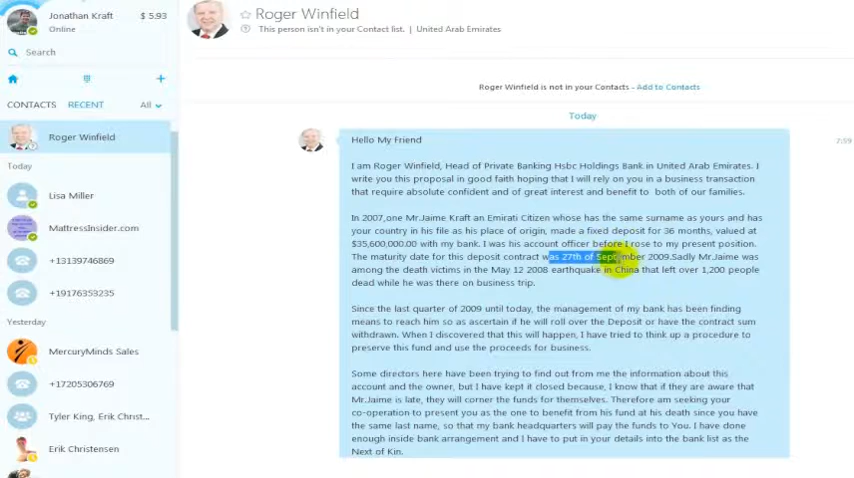 Jonathan Kraft
$ 5.93
Online
Search
CONTACTS
RECENT
All
Roger Winfield
Today
Lisa Miller
MattressInsider.com
+13139746869
+19176353235
Yesterday
MercuryMinds Sales
+17205306769
Tyler King, Erik Christ...
Erik Christensen
Roger Winfield
This person isn't in your Contact list. | United Arab Emirates
Roger Winfield is not in your Contacts - Add to Contacts
Today
7:59
Hello My Friend
I am Roger Winfield, Head of Private Banking Hsbc Holdings Bank in United Arab Emirates. I
write you this proposal in good faith hoping that I will rely on you in a business transaction
that require absolute confident and of great interest and benefit to both of our families.
In 2007,one Mr.Jaime Kraft an Emirati Citizen whose has the same surname as yours and has
your country in his file as his place of origin, made a fixed deposit for 36 months, valued at
$35,600,000.00 with my bank. I was his account officer before I rose to my present position.
The maturity date for this deposit contract was 27th of September 2009.Sadly Mr.Jaime was
among the death victims in the May 12 2008 earthquake in China that left over 1,200 people
dead while he was there on business trip.
Since the last quarter of 2009 until today, the management of my bank has been finding
means to reach him so as ascertain if he will roll over the Deposit or have the contract sum
withdrawn. When I discovered that this will happen, I have tried to think up a procedure to
preserve this fund and use the proceeds for business.
Some directors here have been trying to find out from me the information about this
account and the owner, but I have kept it closed because, I know that if they are aware that
Mr.Jaime is late, they will corner the funds for themselves. Therefore am seeking your
co-operation to present you as the one to benefit from his fund at his death since you have
the same last name, so that my bank headquarters will pay the funds to You. I have done
enough inside bank arrangement and I have to put in your details into the bank list as the
Next of Kin.